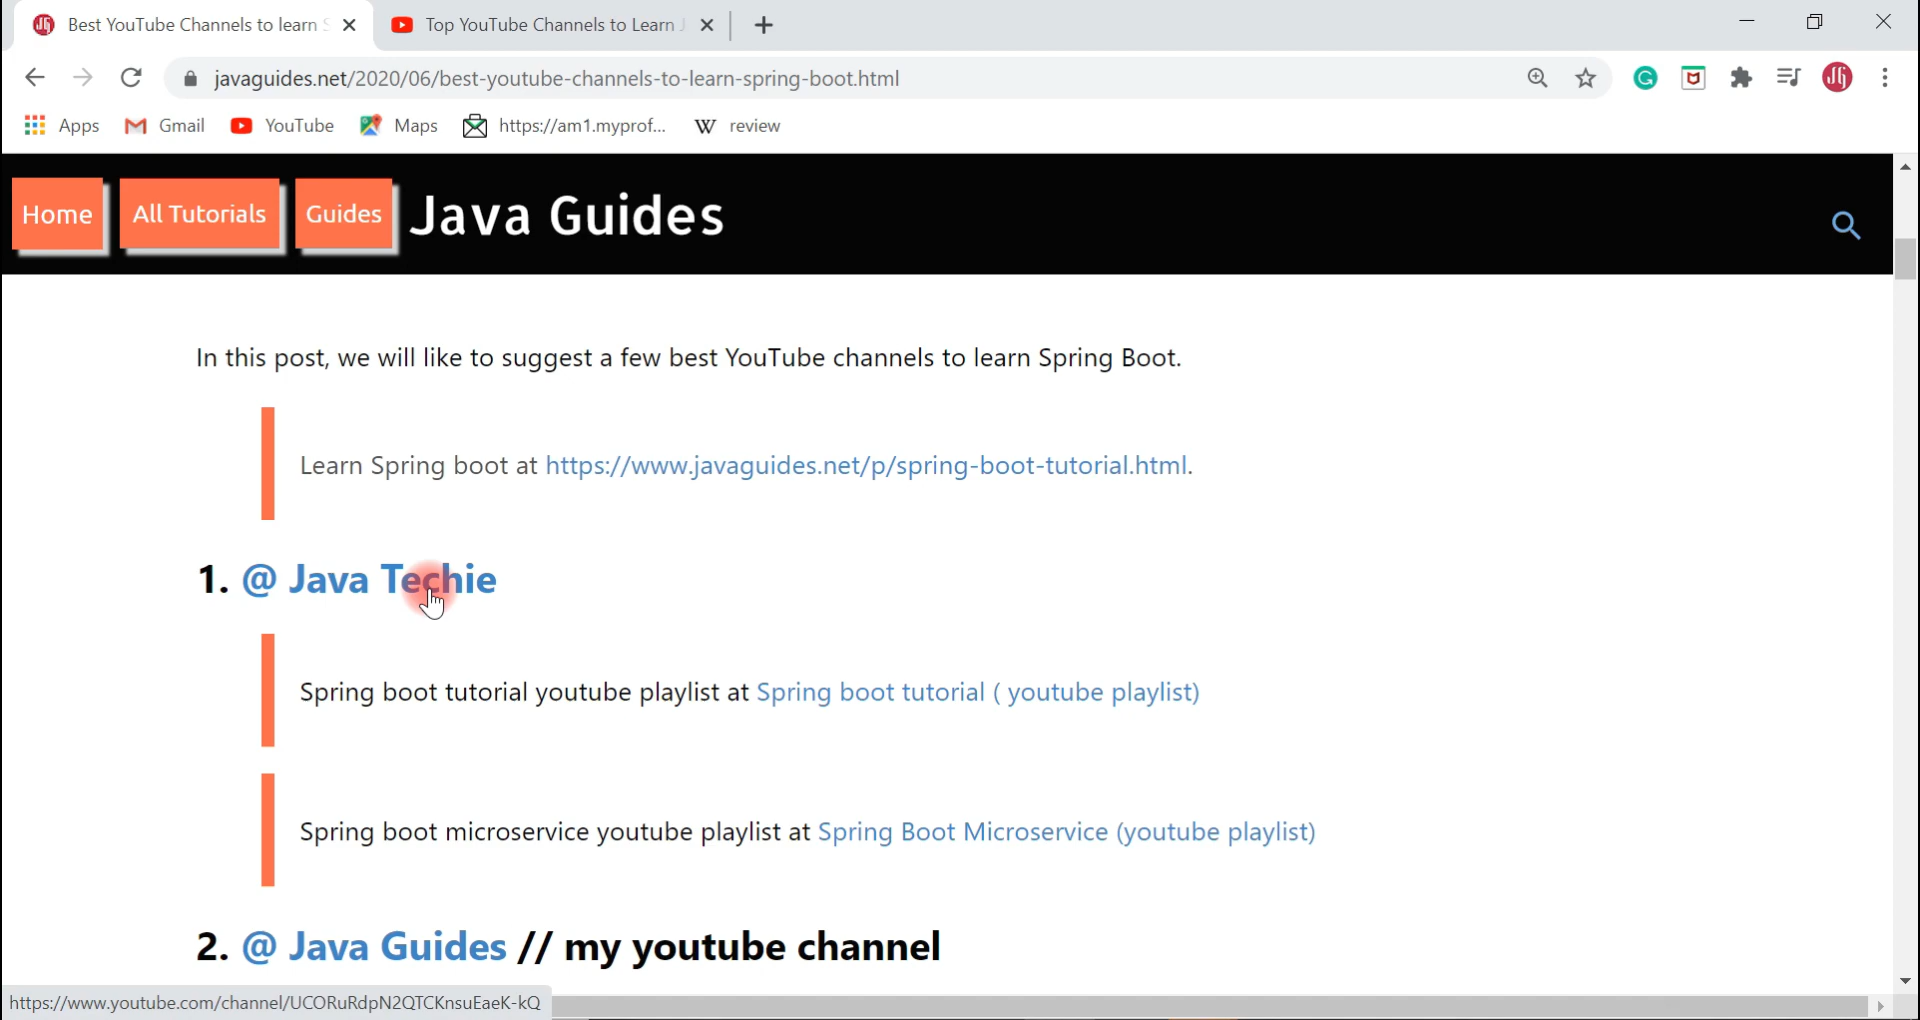 Best YouTube Channels to learn S
Top YouTube Channels to Learn J
javaguides.net/2020/06/best-youtube-channels-to-learn-spring-boot.html
Apps Gmail YouTube Maps https://am1.myprof... W review
Home All Tutorials Guides Java Guides
In this post, we will like to suggest a few best YouTube channels to learn Spring Boot.
Learn Spring boot at https://www.javaguides.net/p/spring-boot-tutorial.html.
1. @ Java Techie
Spring boot tutorial youtube playlist at Spring boot tutorial ( youtube playlist)
Spring boot microservice youtube playlist at Spring Boot Microservice (youtube playlist)
2. @ Java Guides // my youtube channel
https://www.youtube.com/channel/UCORuRdpN2QTCKnsuEaeK-kQ